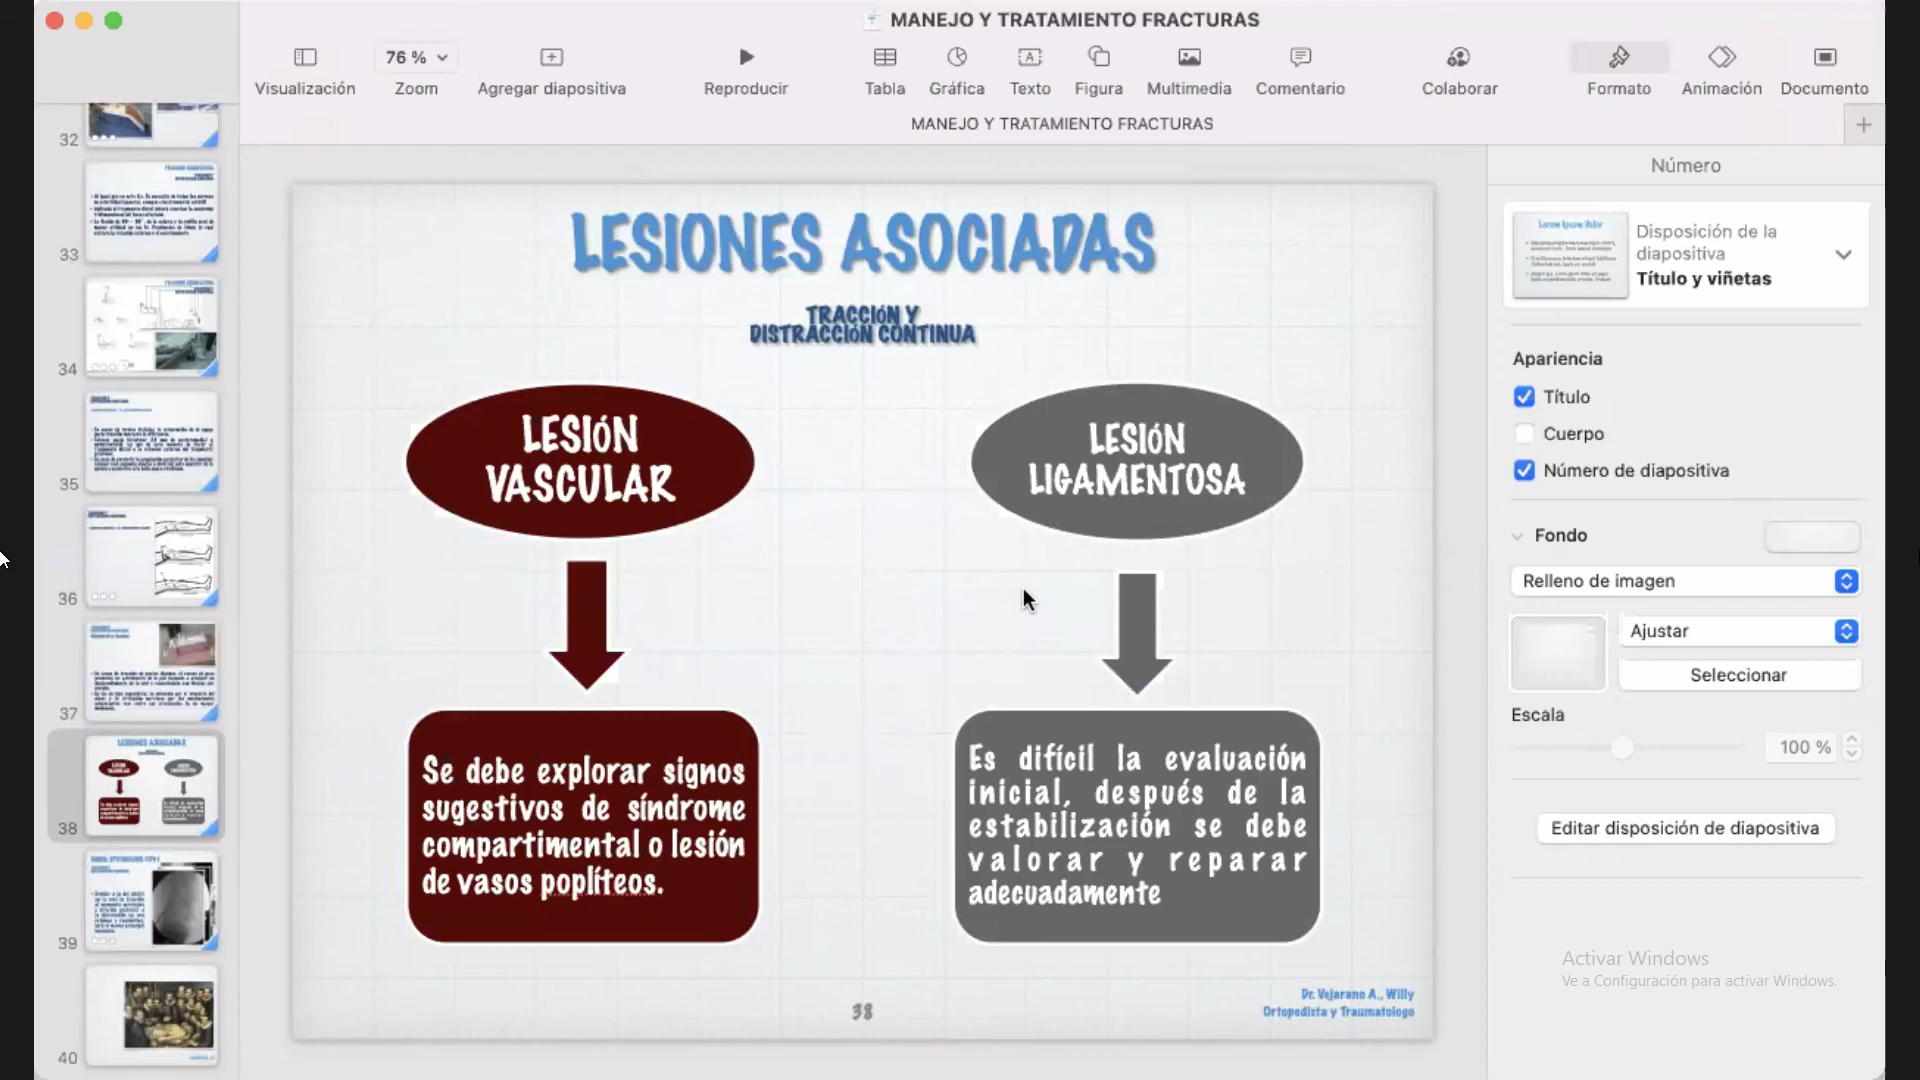 MANEJO Y TRATAMIENTO FRACTURAS
76 %
Visualización
Zoom
Agregar diapositiva
Reproducir
Tabla
Gráfica
Texto
Figura
Multimedia
Comentario
Colaborar
Formato
Animación
Documento
MANEJO Y TRATAMIENTO FRACTURAS
32
33
34
35
36
37
LESIONES ASOCIADAS
38
39
40
LESIONES ASOCIADAS
TRACCIÓN Y
DISTRACCIÓN CONTINUA
LESIÓN
VASCULAR
Se debe explorar signos
sugestivos de síndrome
compartimental o lesión
de vasos poplíteos.
LESIÓN
LIGAMENTOSA
Es difícil la evaluación
inicial, después de la
estabilización se debe
valorar y reparar
adecuadamente
38
Dr. Vejarano A., Willy
Ortopedista y Traumatologo
Número
Lorem Ipsum Dolor
Disposición de la
diapositiva
Título y viñetas
Apariencia
Título
Cuerpo
Número de diapositiva
Fondo
Relleno de imagen
Ajustar
Seleccionar
Escala
100 %
Editar disposición de diapositiva
Activar Windows
Ve a Configuración para activar Windows.